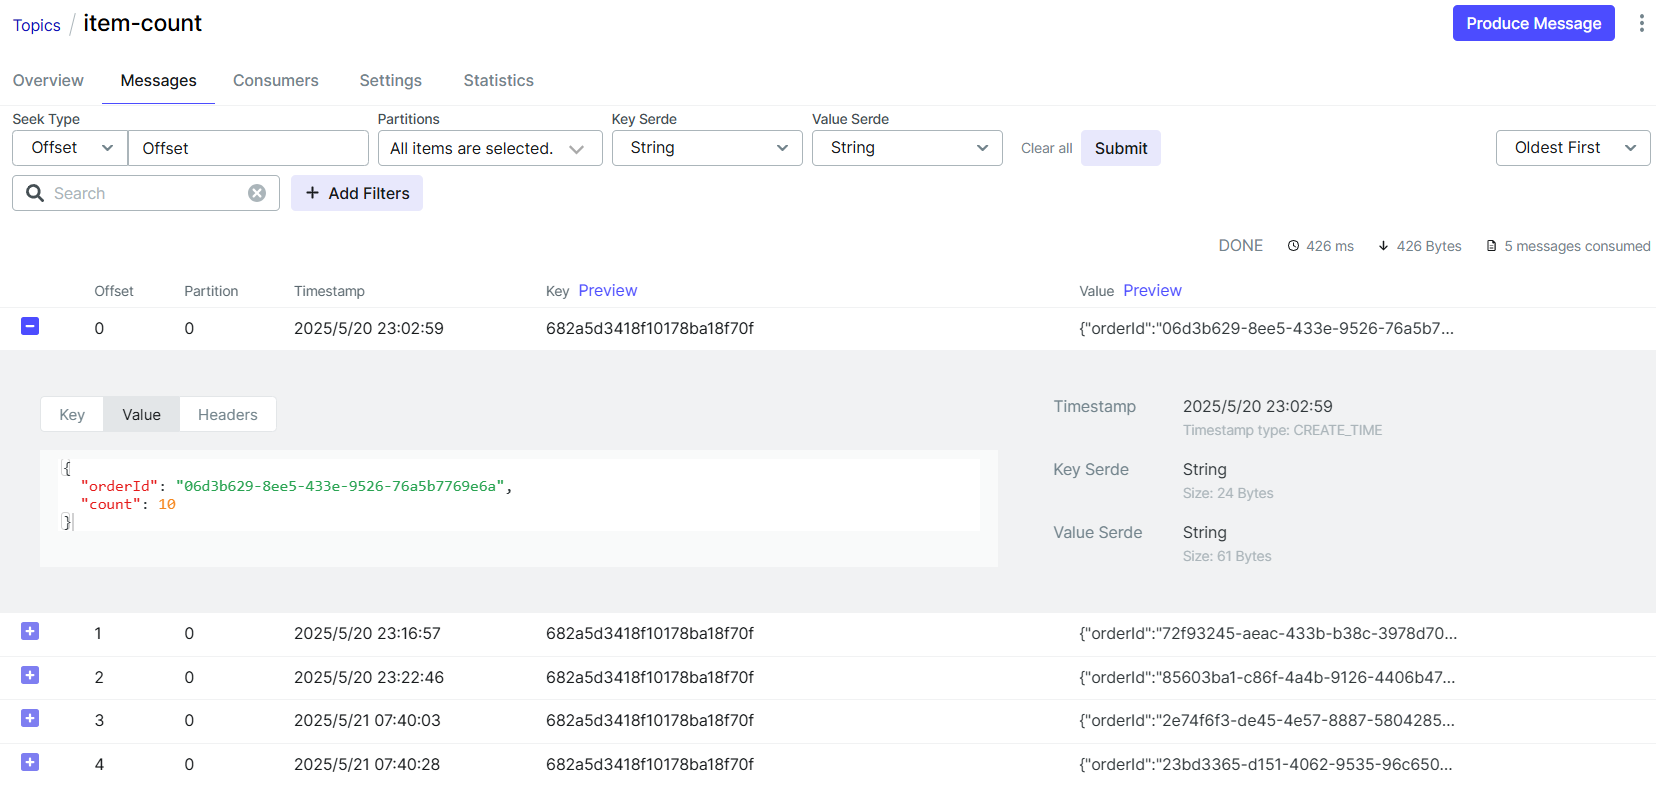 Topics / item-count
Produce Message
Overview Messages Consumers Settings Statistics
Seek Type Partitions Key Serde Value Serde
Offset Offset All items are selected. String String Clear all Submit Oldest First
Search + Add Filters
DONE 426 ms 426 Bytes 5 messages consumed
Offset Partition Timestamp Key Preview Value Preview
0 0 2025/5/20 23:02:59 682a5d3418f10178ba18f70f {"orderId":"06d3b629-8ee5-433e-9526-76a5b7...
Key Value Headers
{
"orderId": "06d3b629-8ee5-433e-9526-76a5b7769e6a",
"count": 10
}
Timestamp 2025/5/20 23:02:59
Timestamp type: CREATE_TIME
Key Serde String
Size: 24 Bytes
Value Serde String
Size: 61 Bytes
1 0 2025/5/20 23:16:57 682a5d3418f10178ba18f70f {"orderId":"72f93245-aeac-433b-b38c-3978d70...
2 0 2025/5/20 23:22:46 682a5d3418f10178ba18f70f {"orderId":"85603ba1-c86f-4a4b-9126-4406b47...
3 0 2025/5/21 07:40:03 682a5d3418f10178ba18f70f {"orderId":"2e74f6f3-de45-4e57-8887-5804285...
4 0 2025/5/21 07:40:28 682a5d3418f10178ba18f70f {"orderId":"23bd3365-d151-4062-9535-96c650...